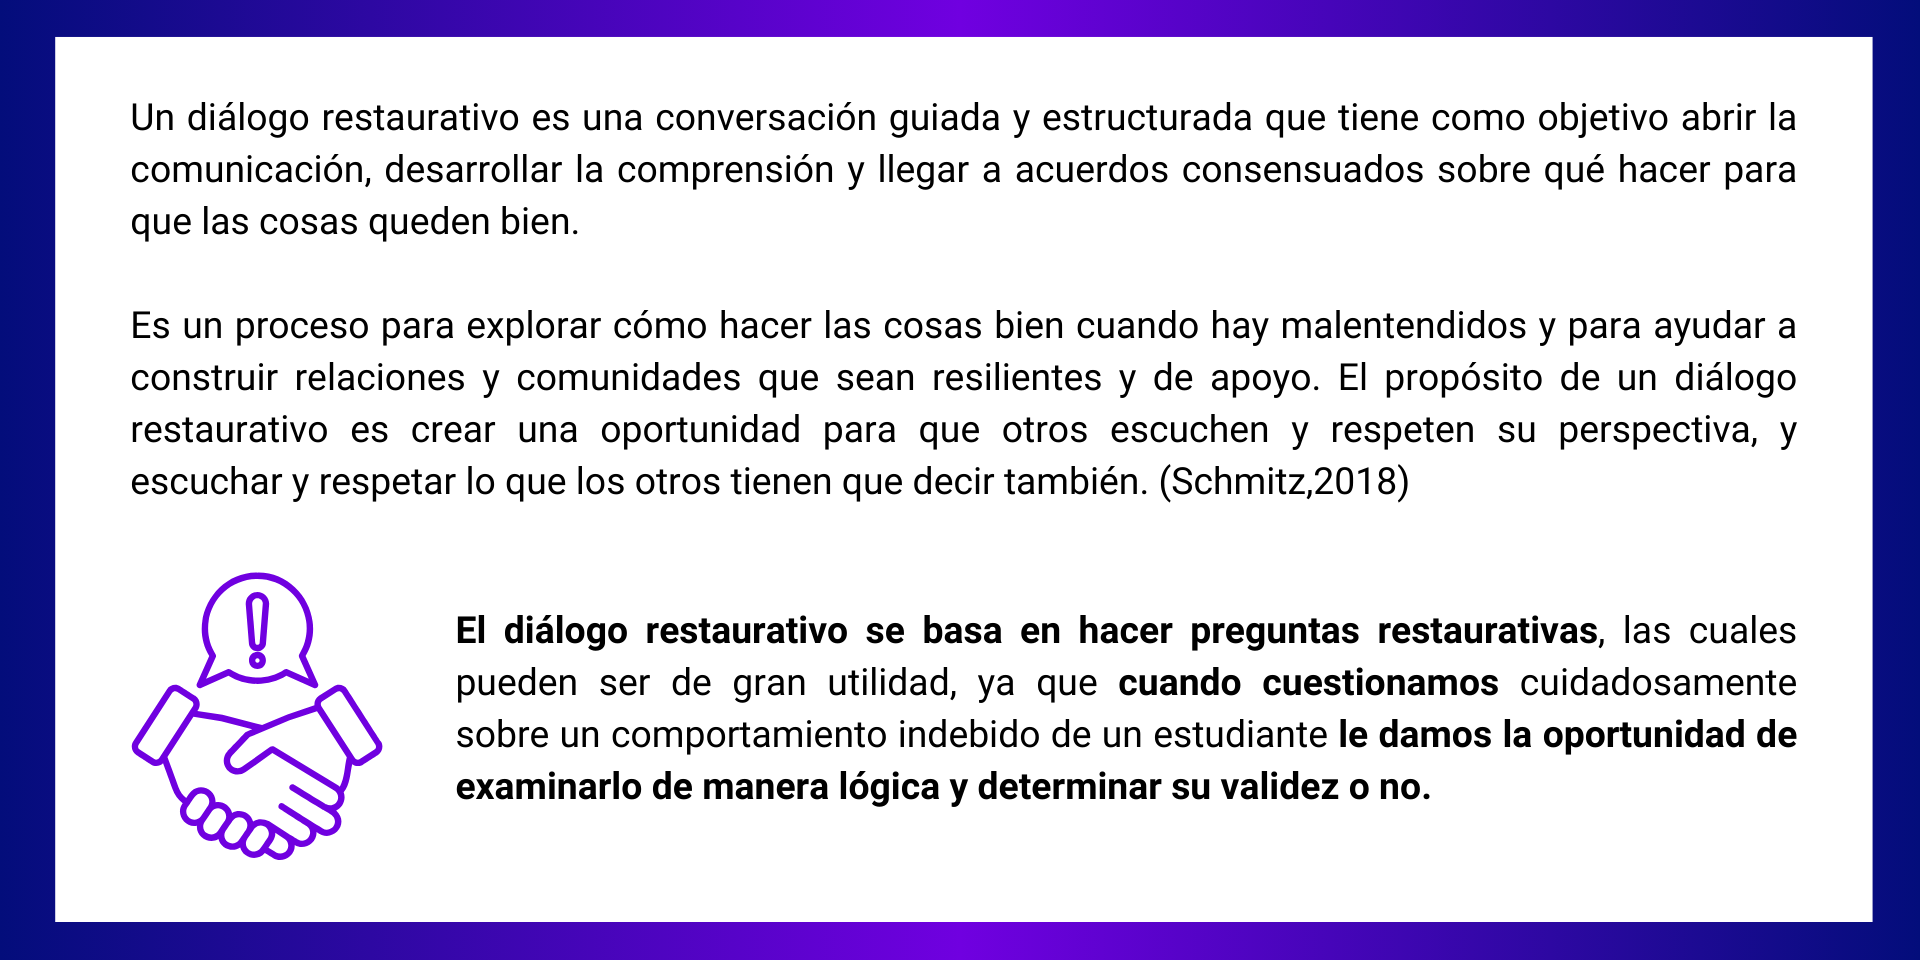 Un diálogo restaurativo es una conversación guiada y estructurada que tiene como objetivo abrir la
comunicación, desarrollar la comprensión y llegar a acuerdos consensuados sobre qué hacer para
que las cosas queden bien.
Es un proceso para explorar cómo hacer las cosas bien cuando hay malentendidos y para ayudar a
construir relaciones y comunidades que sean resilientes y de apoyo. El propósito de un diálogo
restaurativo es crear una oportunidad para que otros escuchen y respeten su perspectiva, y
escuchar y respetar lo que los otros tienen que decir también. (Schmitz,2018)
El diálogo restaurativo se basa en hacer preguntas restaurativas, las cuales
pueden ser de gran utilidad, ya que cuando cuestionamos cuidadosamente
sobre un comportamiento indebido de un estudiante le damos la oportunidad de
examinarlo de manera lógica y determinar su validez o no.